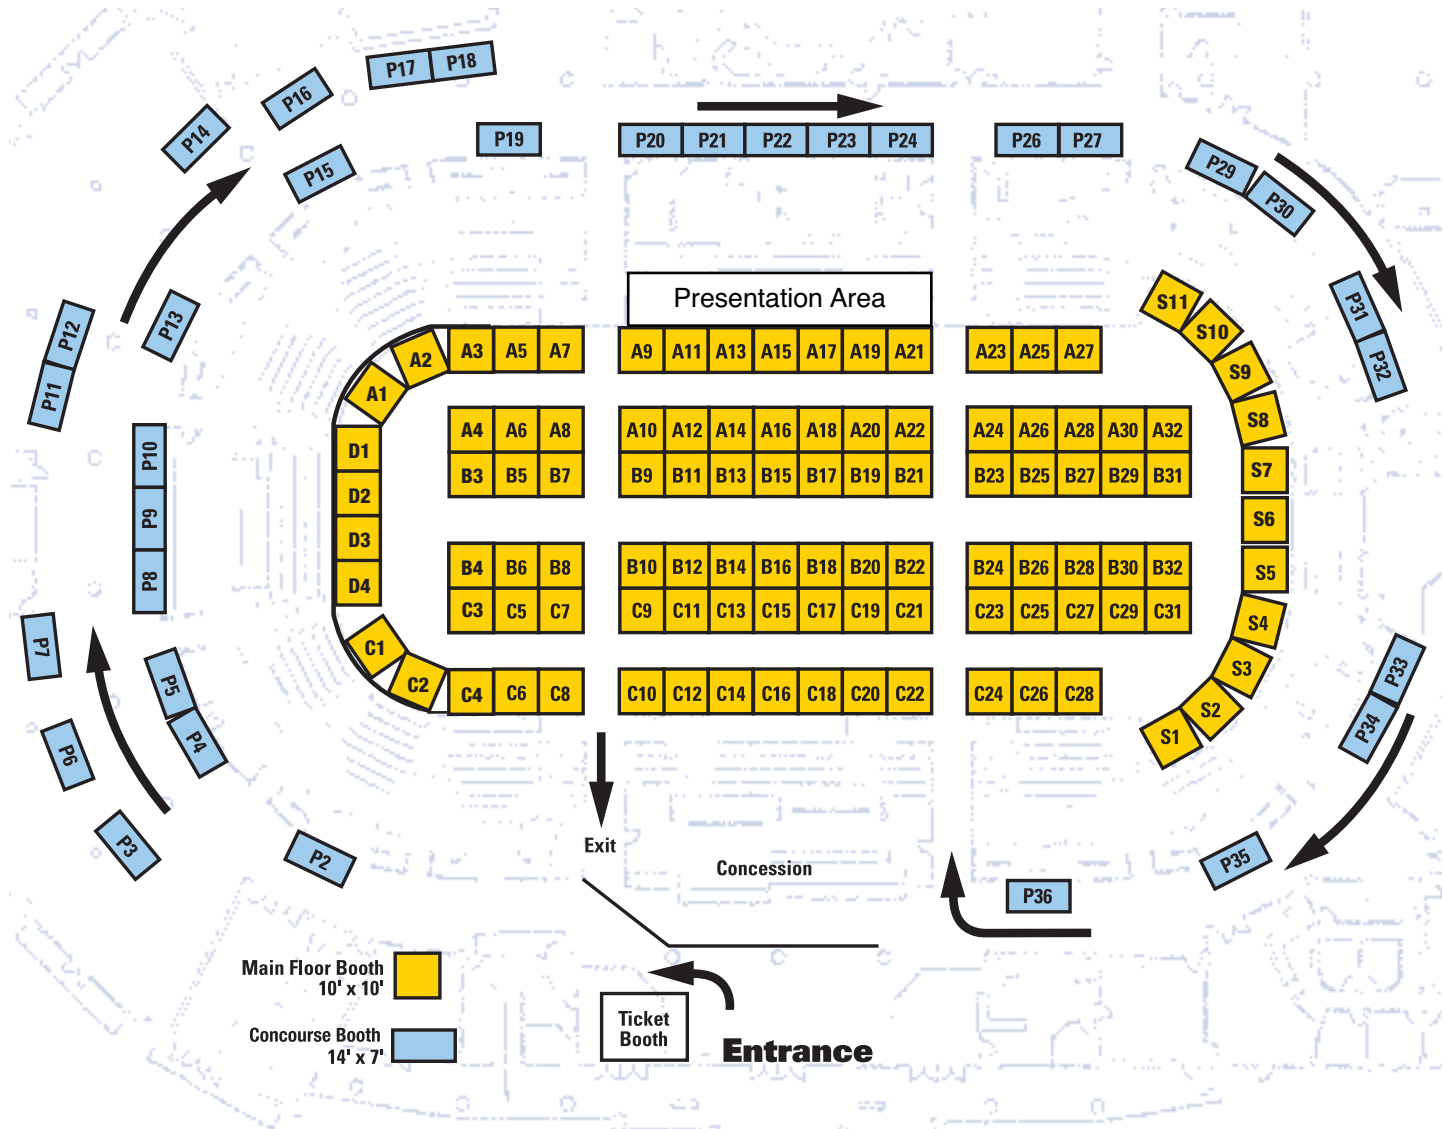 P17 P18
P16
P14
P15
P19
P20 P21 P22 P23 P24
P26 P27
P29
P30
P31
P32
P13
P12
P11
P10
P9
P8
P7
P6
P5
P4
P3
P2
Presentation Area
A1
A2
A3 A5 A7
A9 A11 A13 A15 A17 A19 A21
A23 A25 A27
A4 A6 A8
A10 A12 A14 A16 A18 A20 A22
A24 A26 A28 A30 A32
B3 B5 B7
B9 B11 B13 B15 B17 B19 B21
B23 B25 B27 B29 B31
D1
D2
D3
D4
B4 B6 B8
B10 B12 B14 B16 B18 B20 B22
B24 B26 B28 B30 B32
C3 C5 C7
C9 C11 C13 C15 C17 C19 C21
C23 C25 C27 C29 C31
C1
C2
C4 C6 C8
C10 C12 C14 C16 C18 C20 C22
C24 C26 C28
S11
S10
S9
S8
S7
S6
S5
S4
S3
S2
S1
P33
P34
P35
P36
Exit
Concession
Main Floor Booth
10' x 10'
Concourse Booth
14' x 7'
Ticket
Booth
Entrance